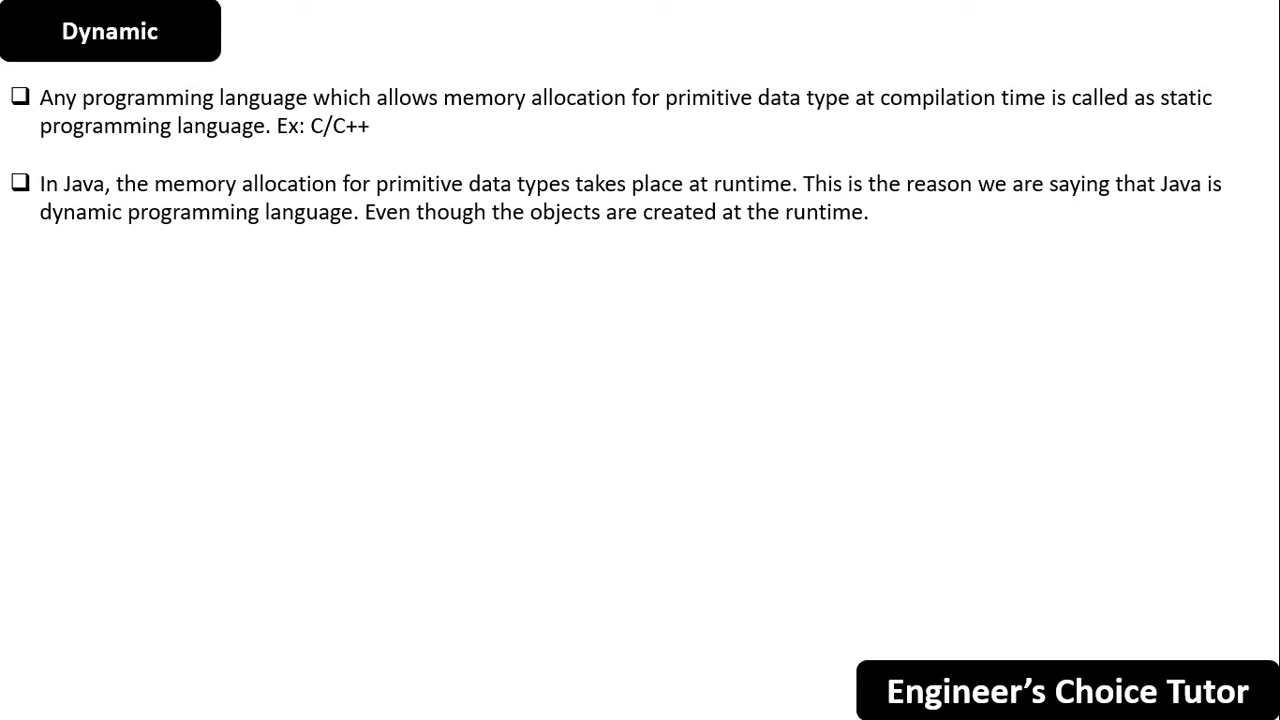 Dynamic
Any programming language which allows memory allocation for primitive data type at compilation time is called as static
programming language. Ex: C/C++
In Java, the memory allocation for primitive data types takes place at runtime. This is the reason we are saying that Java is
dynamic programming language. Even though the objects are created at the runtime.
Engineer’s Choice Tutor